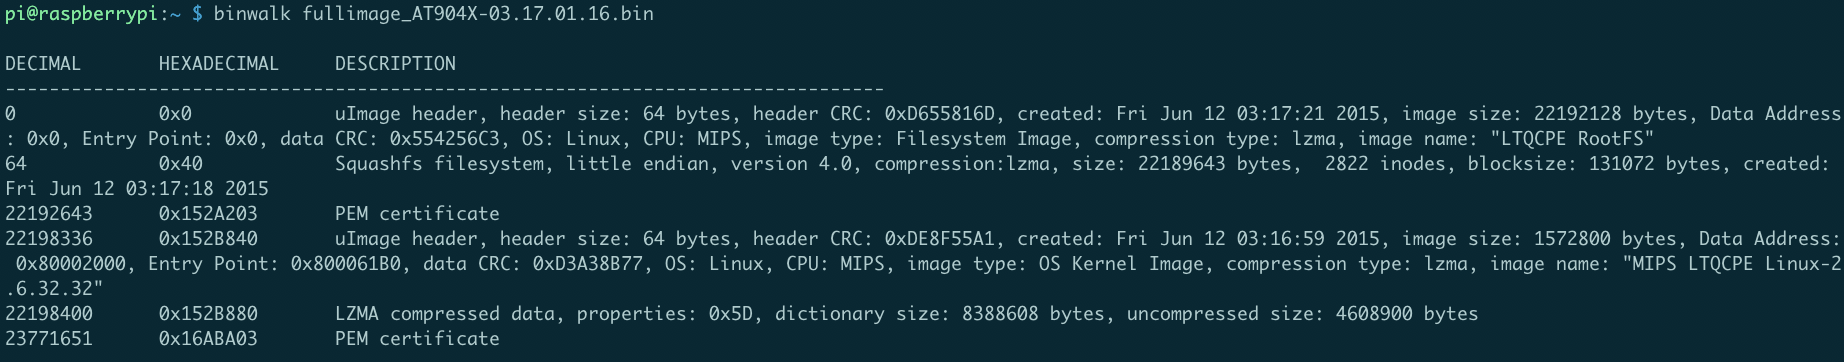 pi@raspberrypi:~ $ binwalk fullimage_AT904X-03.17.01.16.bin
DECIMAL       HEXADECIMAL     DESCRIPTION
--------------------------------------------------------------------------------
0             0x0             uImage header, header size: 64 bytes, header CRC: 0xD655816D, created: Fri Jun 12 03:17:21 2015, image size: 22192128 bytes, Data Address
: 0x0, Entry Point: 0x0, data CRC: 0x554256C3, OS: Linux, CPU: MIPS, image type: Filesystem Image, compression type: lzma, image name: "LTQCPE RootFS"
64            0x40            Squashfs filesystem, little endian, version 4.0, compression:lzma, size: 22189643 bytes,  2822 inodes, blocksize: 131072 bytes, created:
Fri Jun 12 03:17:18 2015
22192643      0x152A203       PEM certificate
22198336      0x152B840       uImage header, header size: 64 bytes, header CRC: 0xDE8F55A1, created: Fri Jun 12 03:16:59 2015, image size: 1572800 bytes, Data Address:
 0x80002000, Entry Point: 0x800061B0, data CRC: 0xD3A38B77, OS: Linux, CPU: MIPS, image type: OS Kernel Image, compression type: lzma, image name: "MIPS LTQCPE Linux-2
.6.32.32"
22198400      0x152B880       LZMA compressed data, properties: 0x5D, dictionary size: 8388608 bytes, uncompressed size: 4608900 bytes
23771651      0x16ABA03       PEM certificate